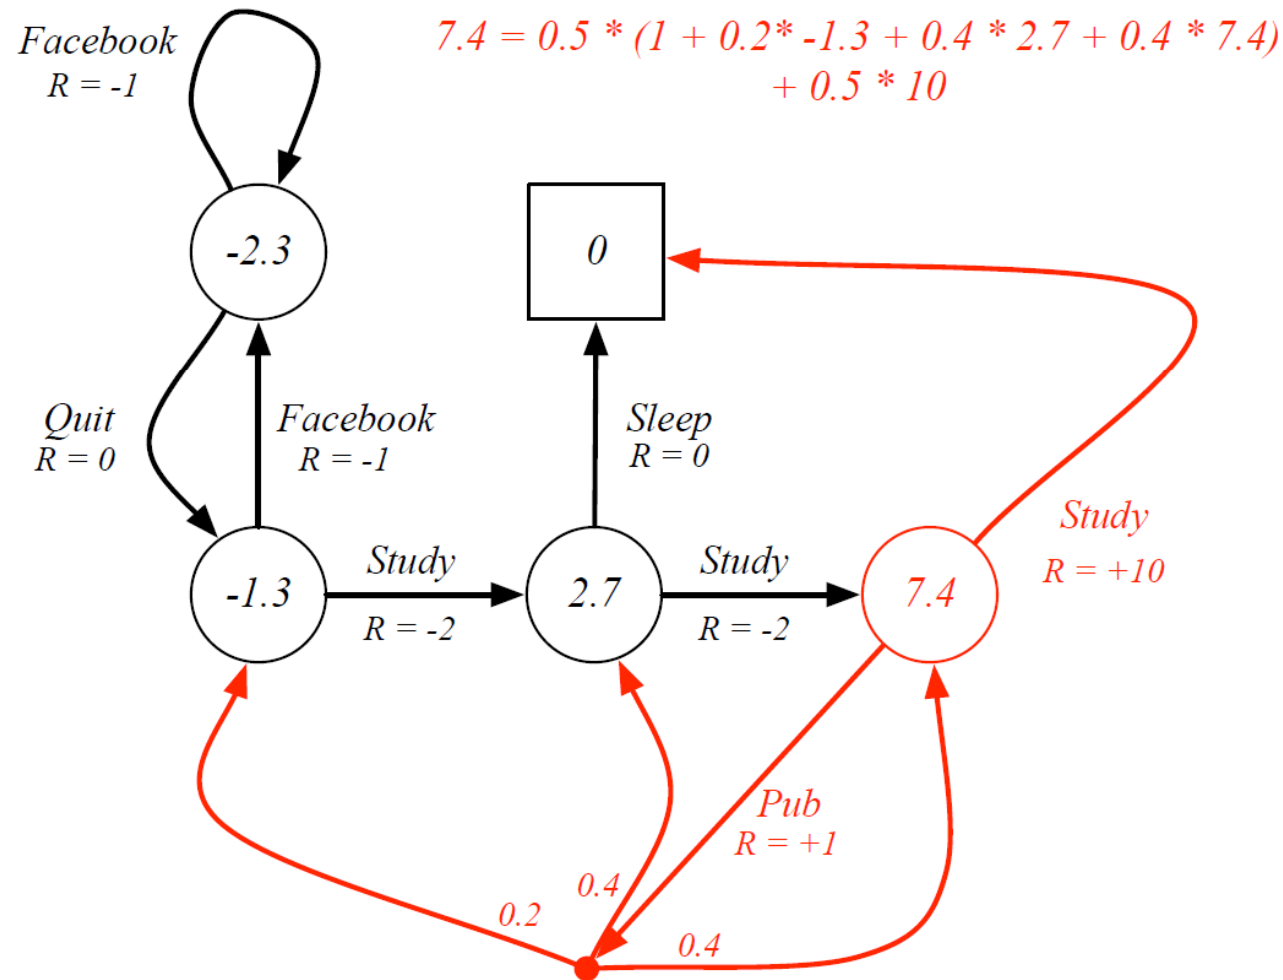 Facebook
R = -1
7.4 = 0.5 * (1 + 0.2* -1.3 + 0.4 * 2.7 + 0.4 * 7.4)
+ 0.5 * 10
-2.3
0
Quit
R = 0
Facebook
R = -1
Sleep
R = 0
Study
R = +10
-1.3
Study
R = -2
2.7
Study
R = -2
7.4
Pub
R = +1
0.2
0.4
0.4